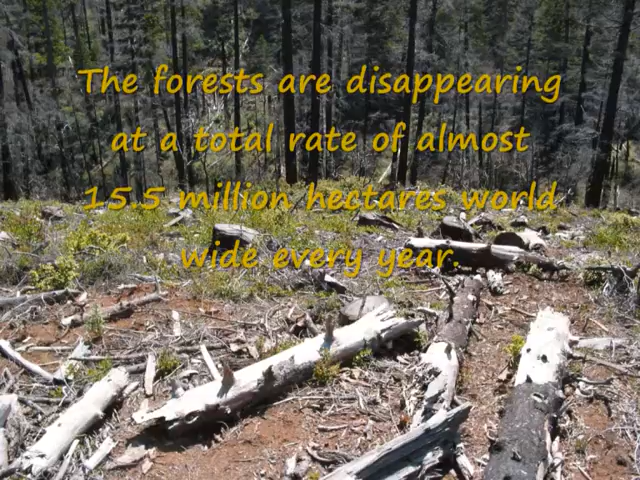 The forests are disappearing
at a total rate of almost
15.5 million hectares world
wide every year.